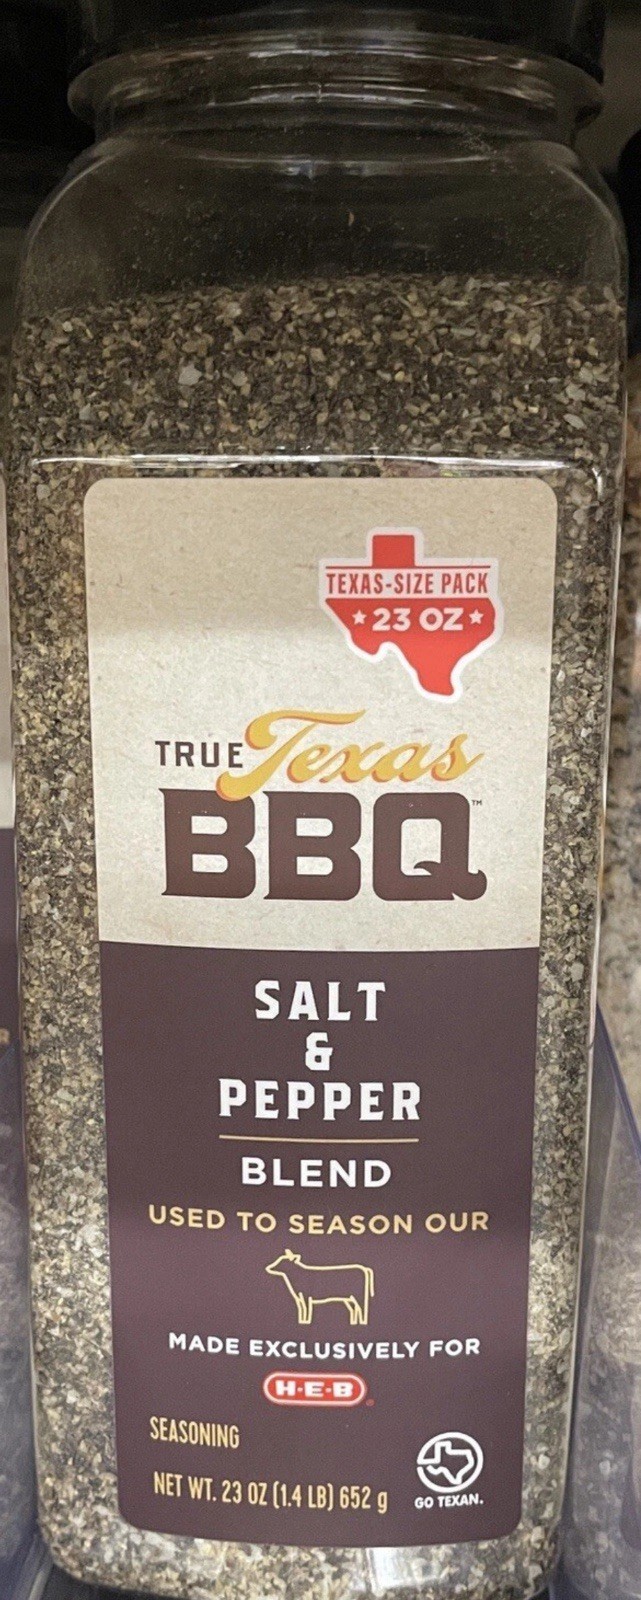 TEXAS-SIZE PACK
★ 23 OZ ★
TRUE Texas
BBQ™
SALT
&
PEPPER
BLEND
USED TO SEASON OUR
MADE EXCLUSIVELY FOR
H-E-B®
SEASONING
NET WT. 23 OZ (1.4 LB) 652 g
GO TEXAN.